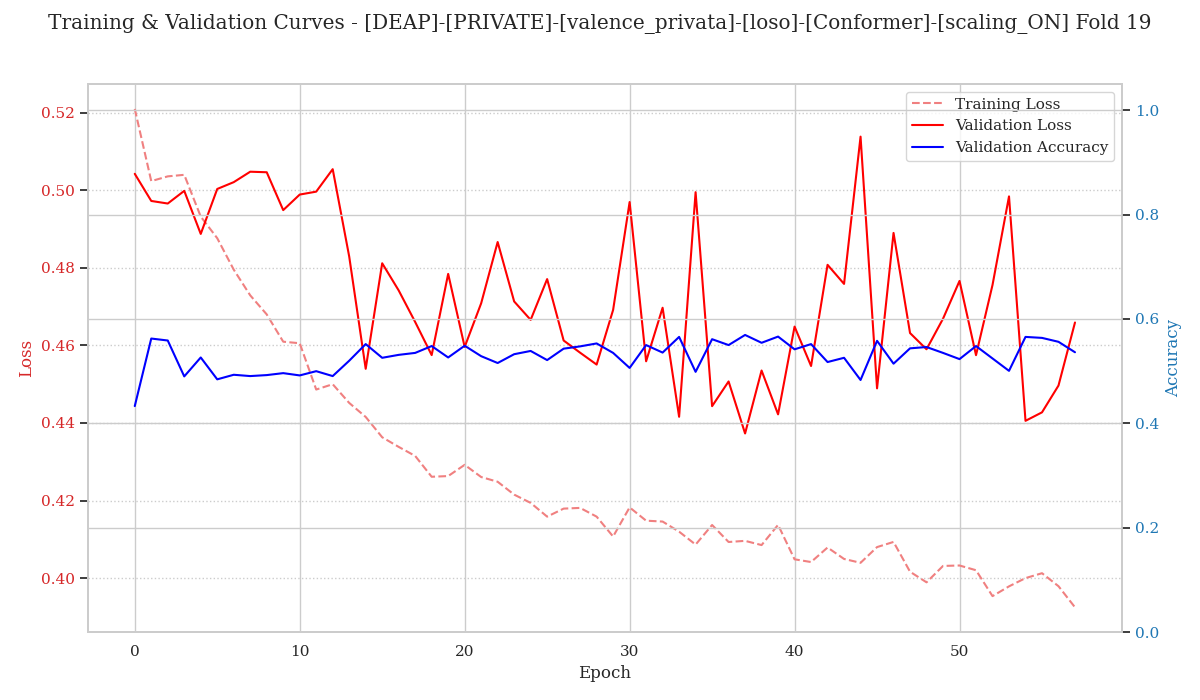 Training & Validation Curves - [DEAP]-[PRIVATE]-[valence_privata]-[loso]-[Conformer]-[scaling_ON] Fold 19
Training Loss
Validation Loss
Validation Accuracy
Loss
0.52
0.50
0.48
0.46
0.44
0.42
0.40
1.0
0.8
0.6
0.4
0.2
0.0
Accuracy
0 10 20 30 40 50
Epoch